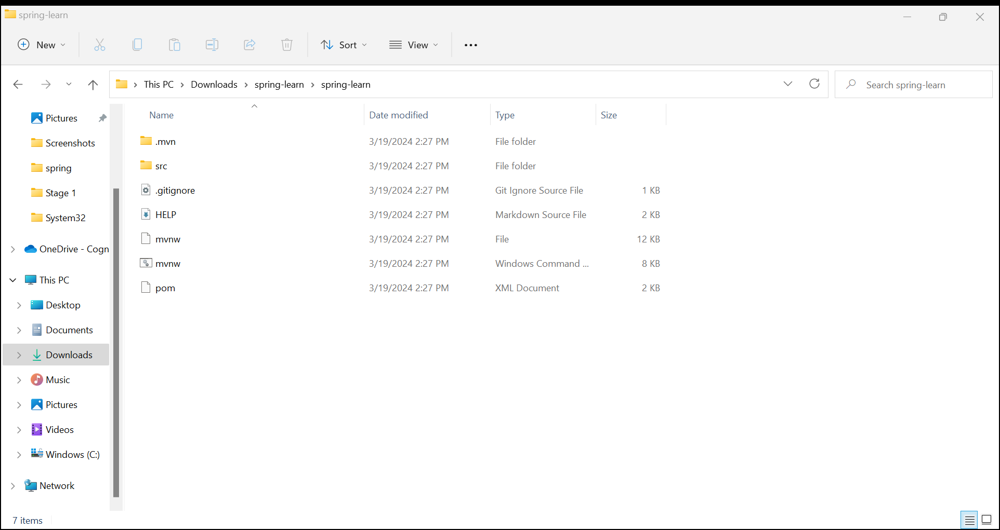 spring-learn
New Sort View
This PC Downloads spring-learn spring-learn Search spring-learn
Pictures
Screenshots
spring
Stage 1
System32
OneDrive - Cogn
This PC
Desktop
Documents
Downloads
Music
Pictures
Videos
Windows (C:)
Network
Name Date modified Type Size
.mvn 3/19/2024 2:27 PM File folder
src 3/19/2024 2:27 PM File folder
.gitignore 3/19/2024 2:27 PM Git Ignore Source File 1 KB
HELP 3/19/2024 2:27 PM Markdown Source File 2 KB
mvnw 3/19/2024 2:27 PM File 12 KB
mvnw 3/19/2024 2:27 PM Windows Command ... 8 KB
pom 3/19/2024 2:27 PM XML Document 2 KB
7 items